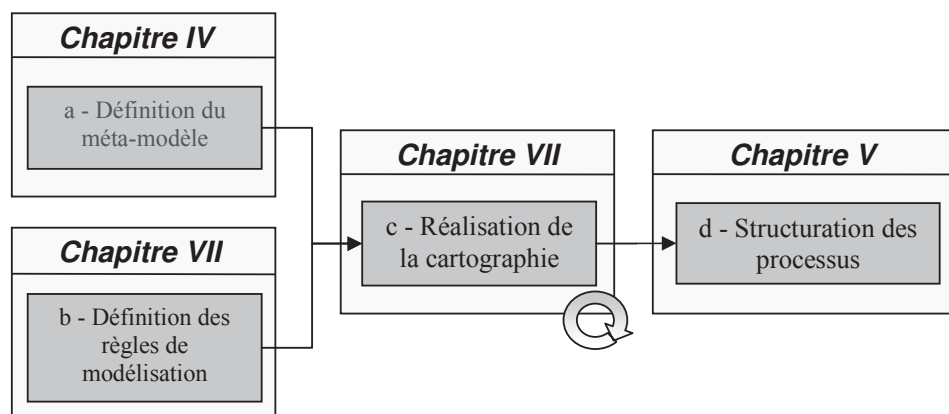 Chapitre IV
a - Définition du
méta-modèle
Chapitre VII
b - Définition des
règles de
modélisation
Chapitre VII
c - Réalisation de
la cartographie
Chapitre V
d - Structuration des
processus